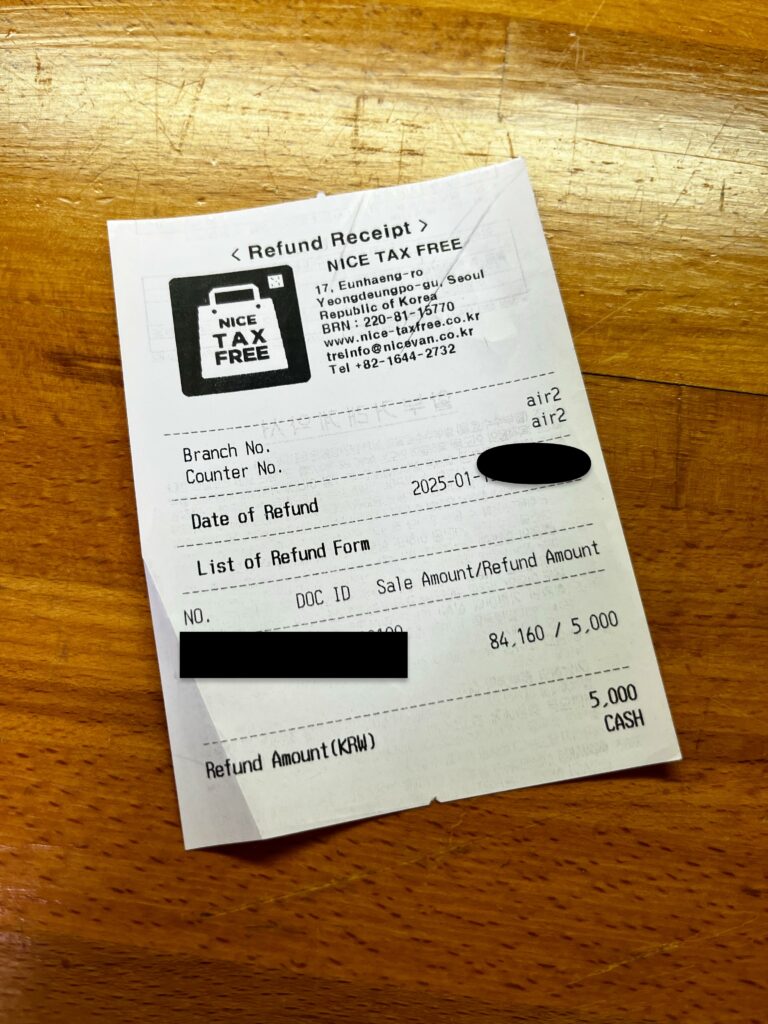 < Refund Receipt >
NICE TAX FREE
NICE
TAX
FREE
17, Eunhaeng-ro
Yeongdeungpo-gu, Seoul
Republic of Korea
BRN : 220-81-15770
www.nice-taxfree.co.kr
treinfo@nicevan.co.kr
Tel +82-1644-2732
Branch No. air2
Counter No. air2
Date of Refund 2025-01-
List of Refund Form
NO. DOC ID Sale Amount/Refund Amount
84,160 / 5,000
Refund Amount(KRW) 5,000
CASH